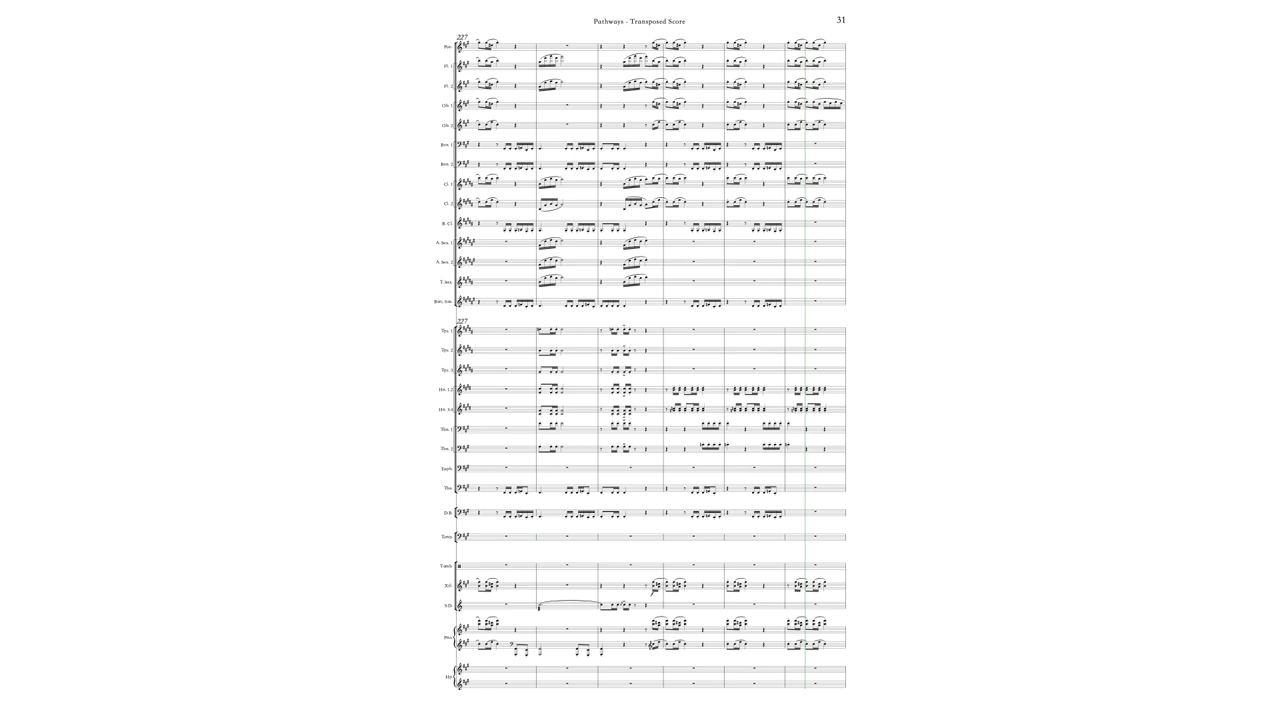 Pathways - Transposed Score
31
227
Picc.
Fl. 1
Fl. 2
Ob. 1
Ob. 2
Bsn. 1
Bsn. 2
Cl. 1
Cl. 2
B. Cl.
A. Sax. 1
A. Sax. 2
T. Sax.
Bari. Sax.
227
Tpt. 1
Tpt. 2
Tpt. 3
Hn. 1 2
Hn. 3 4
Tbn. 1
Tbn. 2
Euph.
Tba.
D.B.
Timp.
Tamb.
Xyl.
f
S.D.
Pno.
Hp.